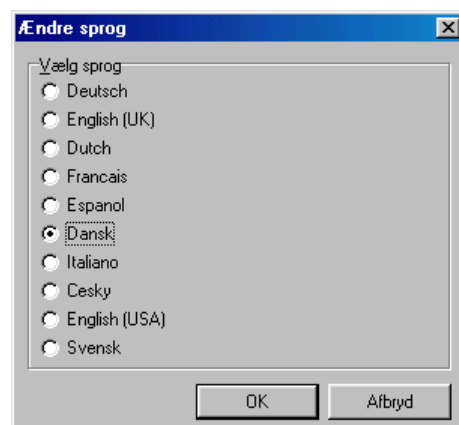 Ændre sprog
Vælg sprog
Deutsch
English (UK)
Dutch
Francais
Espanol
Dansk
Italiano
Cesky
English (USA)
Svensk
OK Afbryd